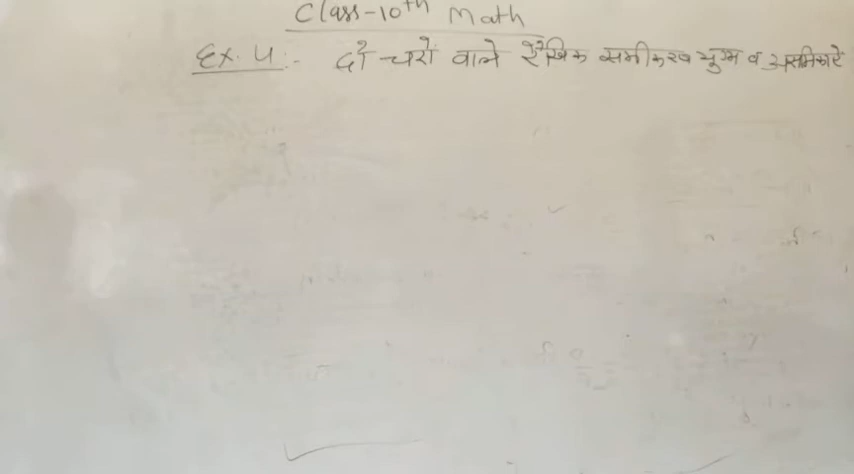 Class-10th Math
Ex. 4:- दो चरों वाले रैखिक समीकरण युग्म व असमिकाएँ